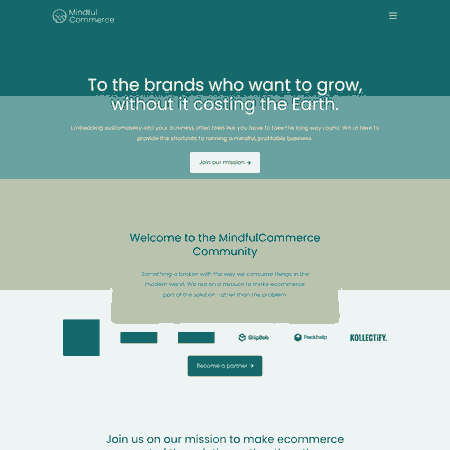 Mindful
Commerce
To the brands who want to grow,
without it costing the Earth.
Embedding sustainability into your business often feels like you have to take the long way round. We're here to
provide the shortcuts to running a mindful, profitable business.
Join our mission →
Welcome to the MindfulCommerce
Community
Something is broken with the way we consume things in the
modern world. We are on a mission to make ecommerce
part of the solution, rather than the problem.
ShipBob
Packhelp
KOLLECTIFY.
Become a partner →
Join us on our mission to make ecommerce